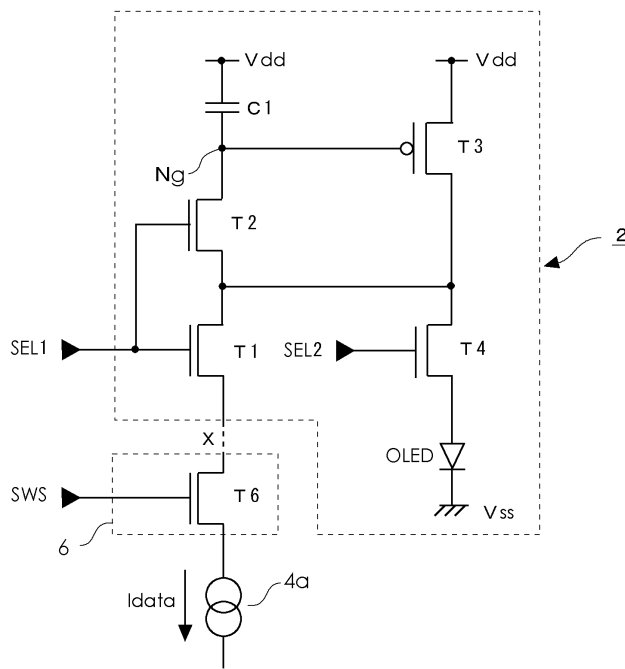 Vdd
Vdd
C1
T3
Ng
T2
2
SEL1
T1
SEL2
T4
X
OLED
SWS
T6
Vss
6
4a
Idata